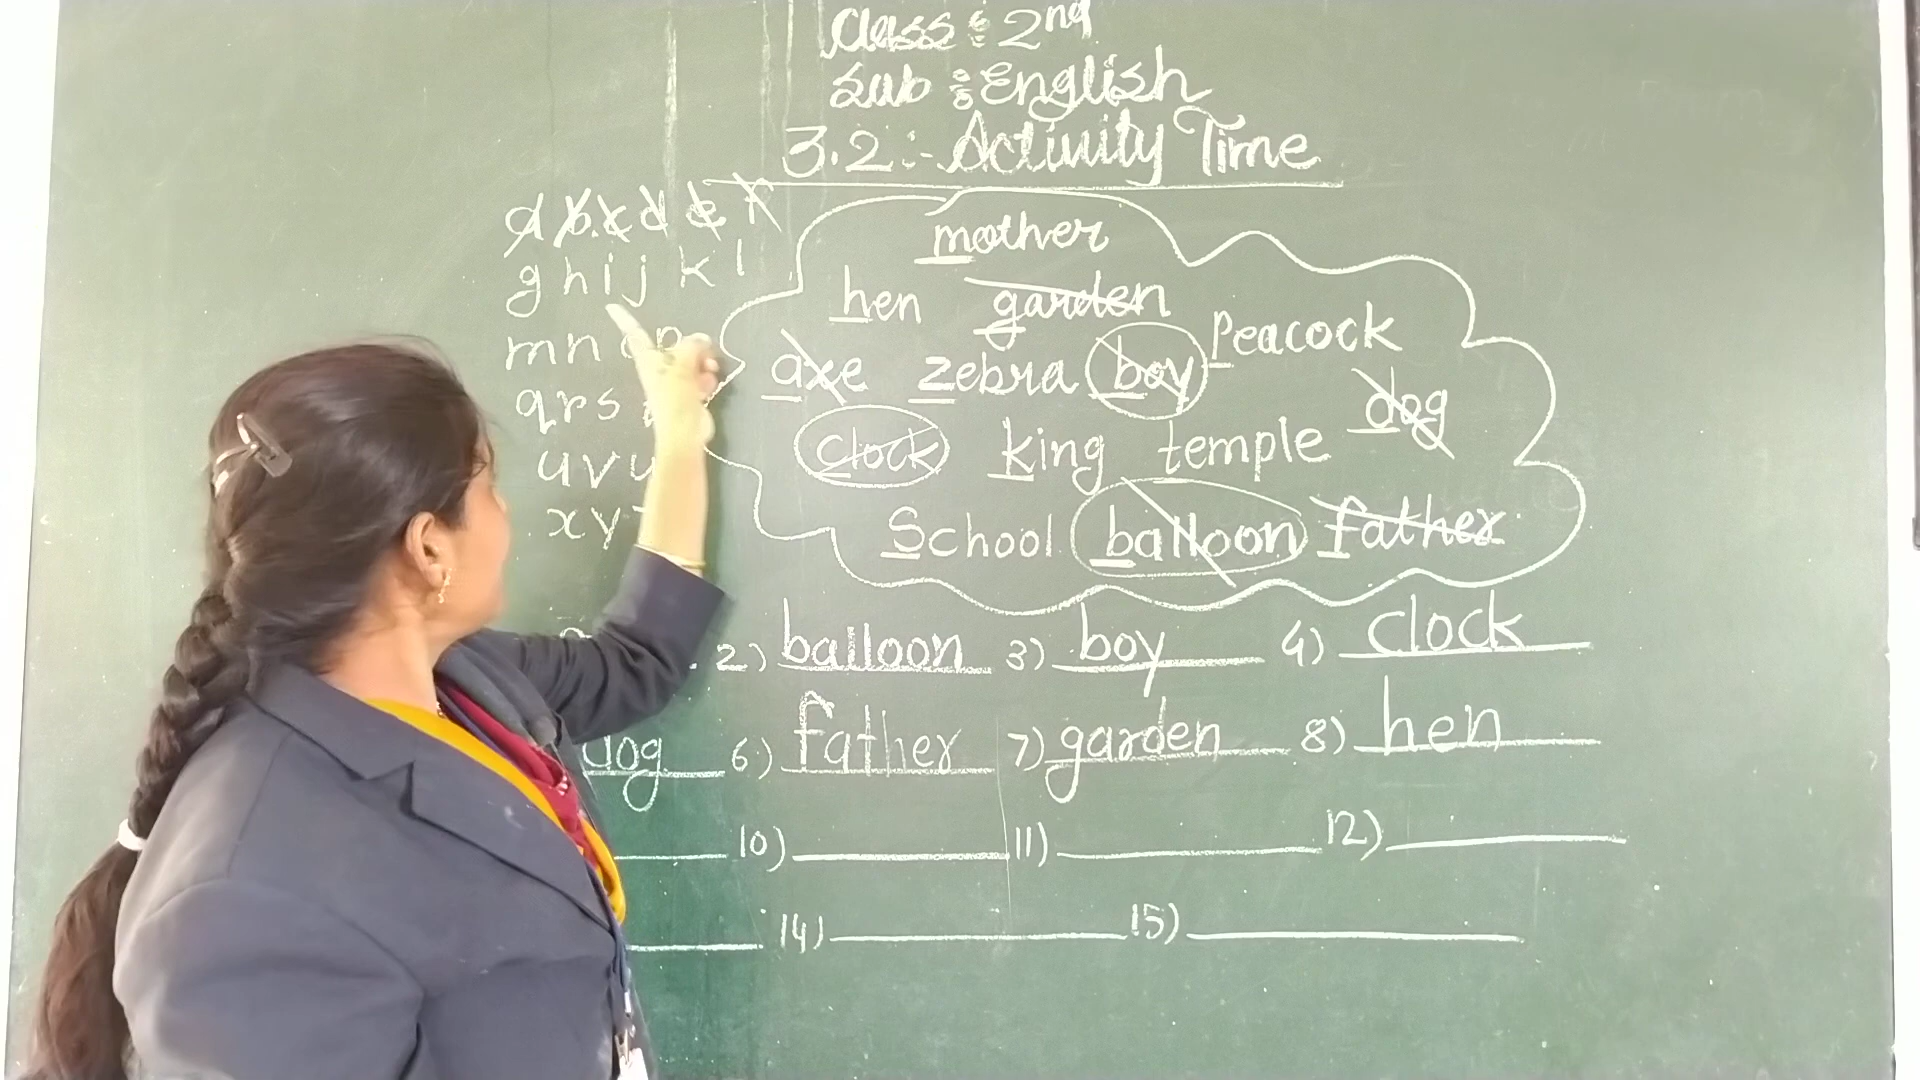 Class : 2nd
Sub : English
3.2 :- Activity Time
a b c d e f
g h i j k l
m n o p
q r s
u v
x y
mother
hen garden
Peacock
axe zebra boy
dog
clock king temple
School balloon father
2) balloon 3) boy 4) clock
dog 6) father 7) garden 8) hen
10) 11) 12)
14) 15)